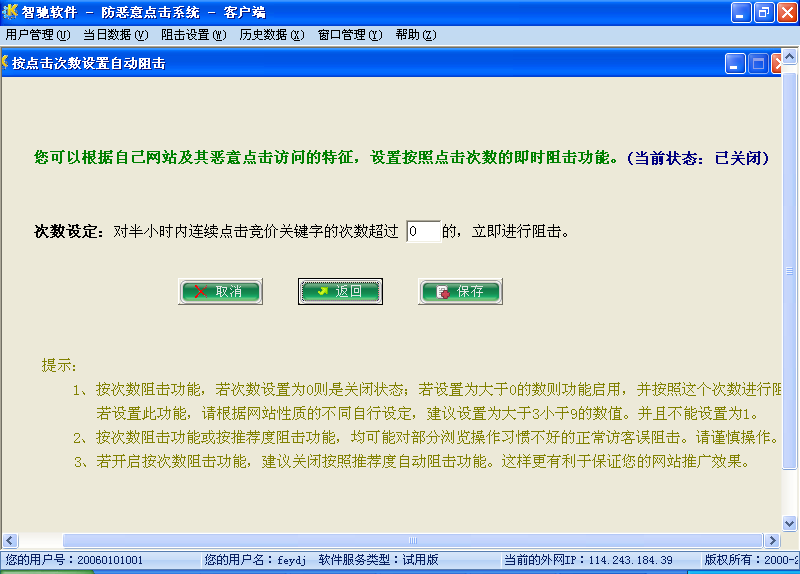 智驰软件 - 防恶意点击系统 - 客户端
用户管理(U) 当日数据(V) 阻击设置(W) 历史数据(X) 窗口管理(Y) 帮助(Z)
按点击次数设置自动阻击
您可以根据自己网站及其恶意点击访问的特征，设置按照点击次数的即时阻击功能。(当前状态：已关闭)
次数设定：对半小时内连续点击竞价关键字的次数超过 0 的，立即进行阻击。
取消 返回 保存
提示：
1、按次数阻击功能，若次数设置为0则是关闭状态；若设置为大于0的数则功能启用，并按照这个次数进行阻
若设置此功能，请根据网站性质的不同自行设定，建议设置为大于3小于9的数值。并且不能设置为1。
2、按次数阻击功能或按推荐度阻击功能，均可能对部分浏览操作习惯不好的正常访客误阻击。请谨慎操作。
3、若开启按次数阻击功能，建议关闭按照推荐度自动阻击功能。这样更有利于保证您的网站推广效果。
您的用户号：20060101001 您的用户名：feydj 软件服务类型：试用版 当前的外网IP：114.243.184.39 版权所有：2000-2